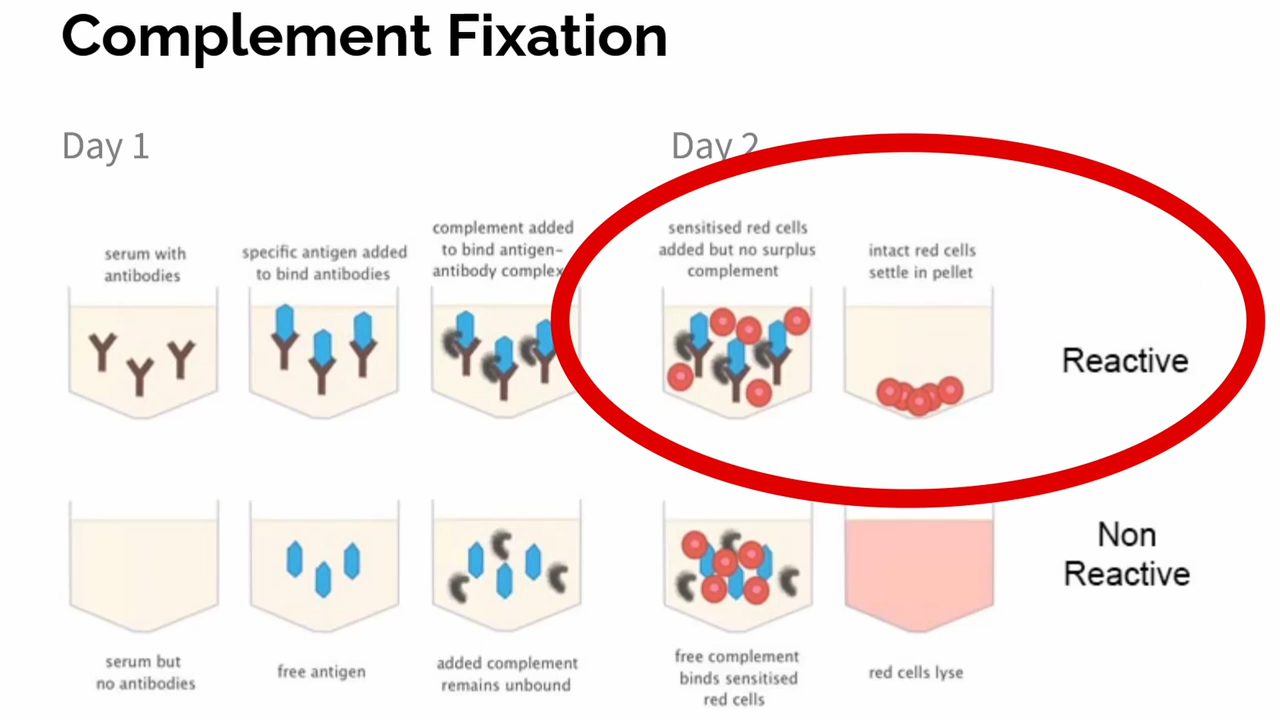 Complement Fixation
Day 1
Day 2
serum with
antibodies
specific antigen added
to bind antibodies
complement added
to bind antigen-
antibody complex
sensitised red cells
added but no surplus
complement
intact red cells
settle in pellet
Reactive
Non
Reactive
serum but
no antibodies
free antigen
added complement
remains unbound
free complement
binds sensitised
red cells
red cells lyse